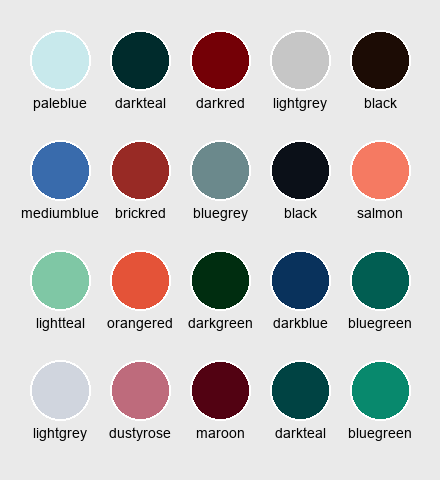 paleblue darkteal darkred lightgrey black
mediumblue brickred bluegrey black salmon
lightteal orangered darkgreen darkblue bluegreen
lightgrey dustyrose maroon darkteal bluegreen